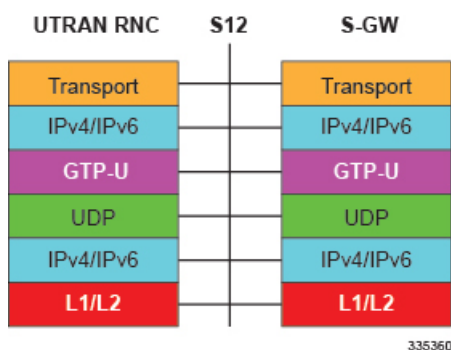 UTRAN RNC S12 S-GW
Transport Transport
IPv4/IPv6 IPv4/IPv6
GTP-U GTP-U
UDP UDP
IPv4/IPv6 IPv4/IPv6
L1/L2 L1/L2
335360